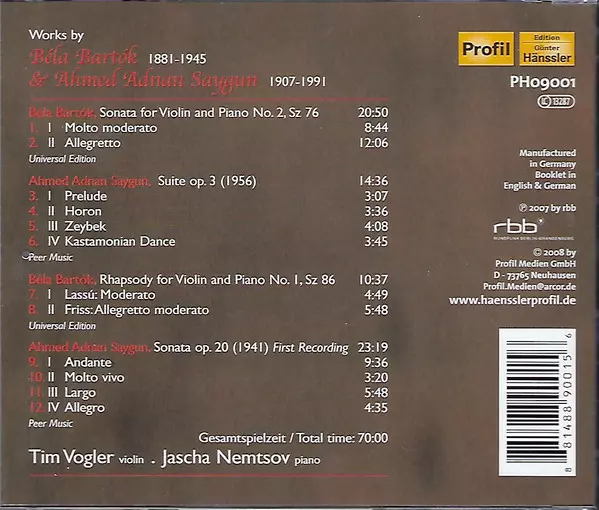 Works by
Béla Bartók 1881-1945
& Ahmed Adnan Saygun 1907-1991
Béla Bartók, Sonata for Violin and Piano No. 2, Sz 76 20:50
1. I Molto moderato 8:44
2. II Allegretto 12:06
Universal Edition
Ahmed Adnan Saygun, Suite op. 3 (1956) 14:36
3. I Prelude 3:07
4. II Horon 3:36
5. III Zeybek 4:08
6. IV Kastamonian Dance 3:45
Peer Music
Béla Bartók, Rhapsody for Violin and Piano No. 1, Sz 86 10:37
7. I Lassú: Moderato 4:49
8. II Friss: Allegretto moderato 5:48
Universal Edition
Ahmed Adnan Saygun, Sonata op. 20 (1941) First Recording 23:19
9. I Andante 9:36
10. II Molto vivo 3:20
11. III Largo 5:48
12. IV Allegro 4:35
Peer Music
Gesamtspielzeit / Total time: 70:00
Tim Vogler violin . Jascha Nemtsov piano
Profil
Edition
Günter
Hänssler
PH09001
LC 13287
Manufactured
in Germany
Booklet in
English & German
℗ 2007 by rbb
rbb
RUNDFUNK BERLIN-BRANDENBURG
© 2008 by
Profil Medien GmbH
D - 73765 Neuhausen
Profil.Medien@arcor.de
www.haensslerprofil.de
8 81488 90015 6